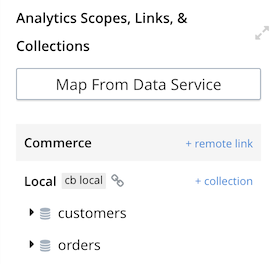 Analytics Scopes, Links, &
Collections
Map From Data Service
Commerce + remote link
Local cb local + collection
customers
orders